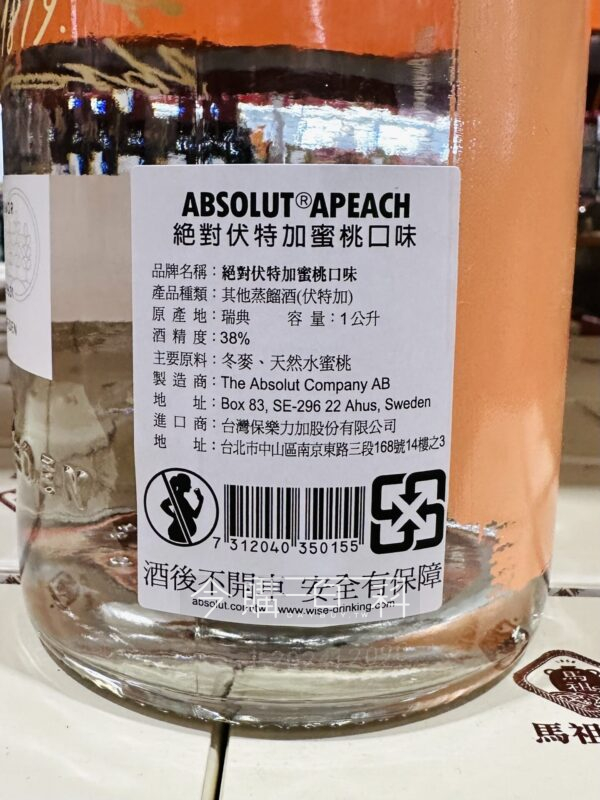 1879.
ABSOLUT®APEACH
絕對伏特加蜜桃口味
品牌名稱：絕對伏特加蜜桃口味
產品種類：其他蒸餾酒(伏特加)
原產地：瑞典 容量：1公升
酒精度：38%
主要原料：冬麥、天然水蜜桃
製造商：The Absolut Company AB
地址：Box 83, SE-296 22 Ahus, Sweden
進口商：台灣保樂力加股份有限公司
地址：台北市中山區南京東路三段168號14樓之3
7 312040 350155
酒後不開車 安全有保障
absolut.com/tw www.wise-drinking.com
馬祖
馬祖